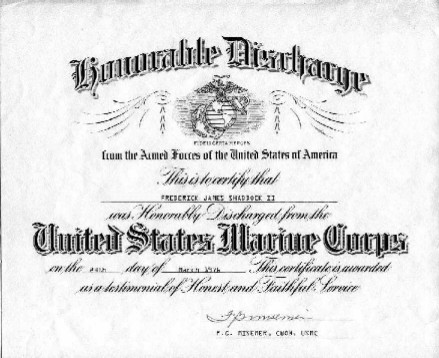 Honorable Discharge
from the Armed Forces of the United States of America
This is to certify that
FREDERICK JAMES SHADDOCK II
was Honorably Discharged from the
United States Marine Corps
on the day of March 1976 This certificate is awarded
as a testimonial of Honest and Faithful Service